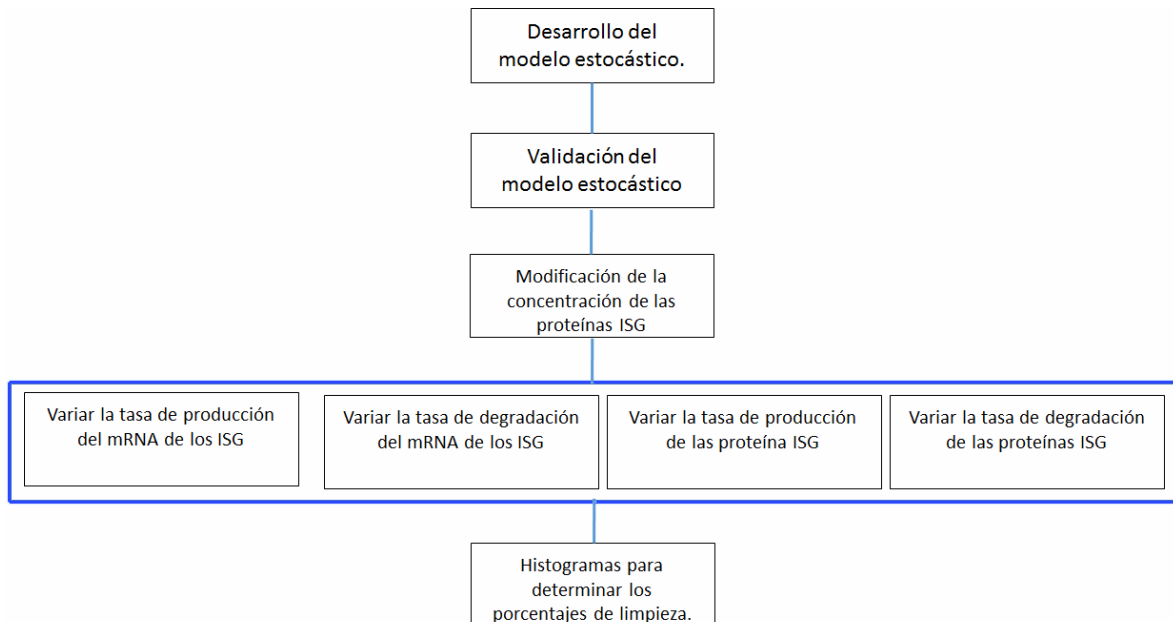 Desarrollo del
modelo estocástico.
Validación del
modelo estocástico
Modificación de la
concentración de las
proteínas ISG
Variar la tasa de producción
del mRNA de los ISG
Variar la tasa de degradación
del mRNA de los ISG
Variar la tasa de producción
de las proteína ISG
Variar la tasa de degradación
de las proteínas ISG
Histogramas para
determinar los
porcentajes de limpieza.